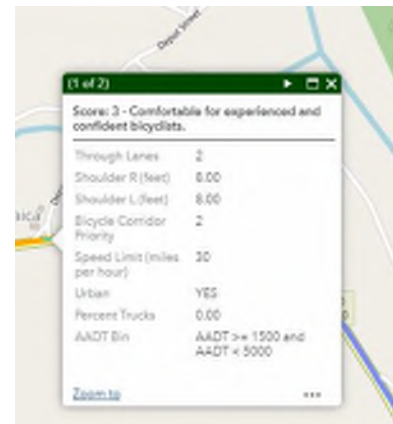 Depot Street
(1 of 2)
Score: 3 - Comfortable for experienced and
confident bicyclists.
Through Lanes 2
Shoulder R (feet) 8.00
Shoulder L (feet) 8.00
Bicycle Corridor 2
Priority
Speed Limit (miles 30
per hour)
Urban YES
Percent Trucks 0.00
AADT Bin AADT >= 1500 and
AADT < 5000
Zoom to